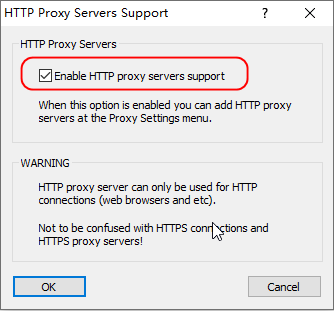 HTTP Proxy Servers Support
HTTP Proxy Servers
Enable HTTP proxy servers support
When this option is enabled you can add HTTP proxy
servers at the Proxy Settings menu.
WARNING
HTTP proxy server can only be used for HTTP
connections (web browsers and etc).
Not to be confused with HTTPS connections and
HTTPS proxy servers!
OK
Cancel